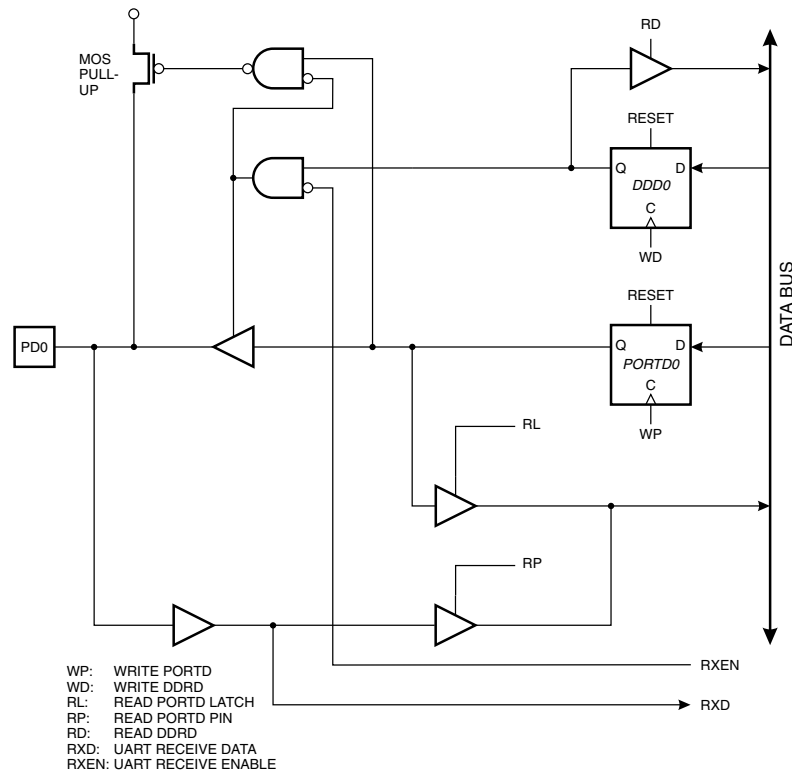 RD
MOS
PULL-
UP
RESET
Q
D
DDD0
C
WD
DATA BUS
RESET
PD0
Q
D
PORTD0
C
WP
RL
RP
RXEN
RXD
WP: WRITE PORTD
WD: WRITE DDRD
RL: READ PORTD LATCH
RP: READ PORTD PIN
RD: READ DDRD
RXD: UART RECEIVE DATA
RXEN: UART RECEIVE ENABLE